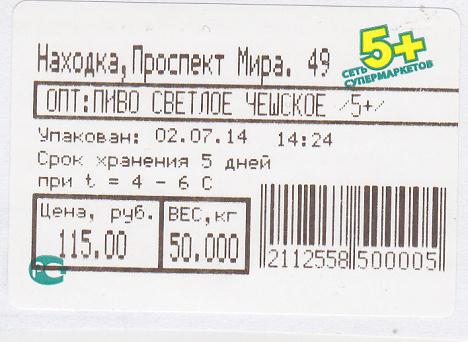 Находка, Проспект Мира. 49
5+
СЕТЬ
СУПЕРМАРКЕТОВ
ОПТ:ПИВО СВЕТЛОЕ ЧЕШСКОЕ /5+/
Упакован: 02.07.14 14:24
Срок хранения 5 дней
при t = 4 - 6 С
Цена, руб. ВЕС,кг
115.00 50,000
2112558 500005
РС